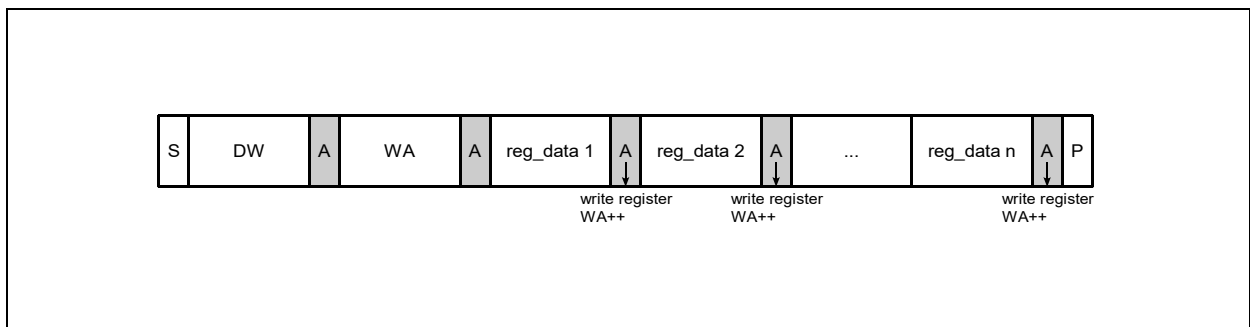 S DW A WA A reg_data 1 A reg_data 2 A ... reg_data n A P
write register write register write register
WA++ WA++ WA++